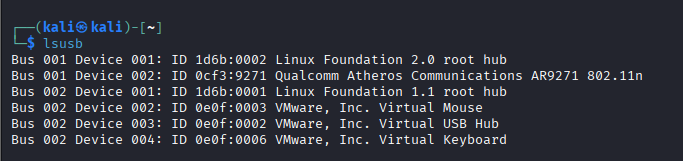 (kali㉿kali)-[~]
$ lsusb
Bus 001 Device 001: ID 1d6b:0002 Linux Foundation 2.0 root hub
Bus 001 Device 002: ID 0cf3:9271 Qualcomm Atheros Communications AR9271 802.11n
Bus 002 Device 001: ID 1d6b:0001 Linux Foundation 1.1 root hub
Bus 002 Device 002: ID 0e0f:0003 VMware, Inc. Virtual Mouse
Bus 002 Device 003: ID 0e0f:0002 VMware, Inc. Virtual USB Hub
Bus 002 Device 004: ID 0e0f:0006 VMware, Inc. Virtual Keyboard